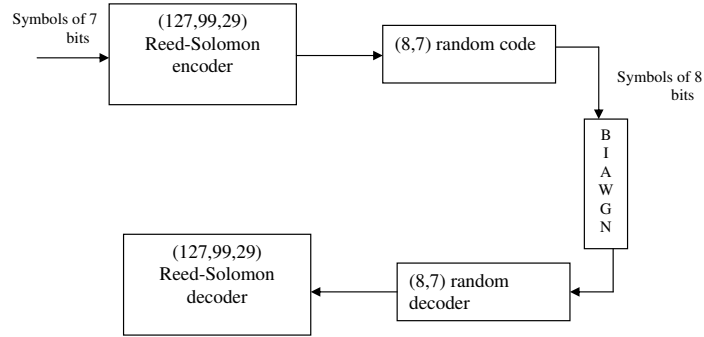 Symbols of 7
bits
(127,99,29)
Reed-Solomon
encoder
(8,7) random code
Symbols of 8
bits
B
I
A
W
G
N
(127,99,29)
Reed-Solomon
decoder
(8,7) random
decoder